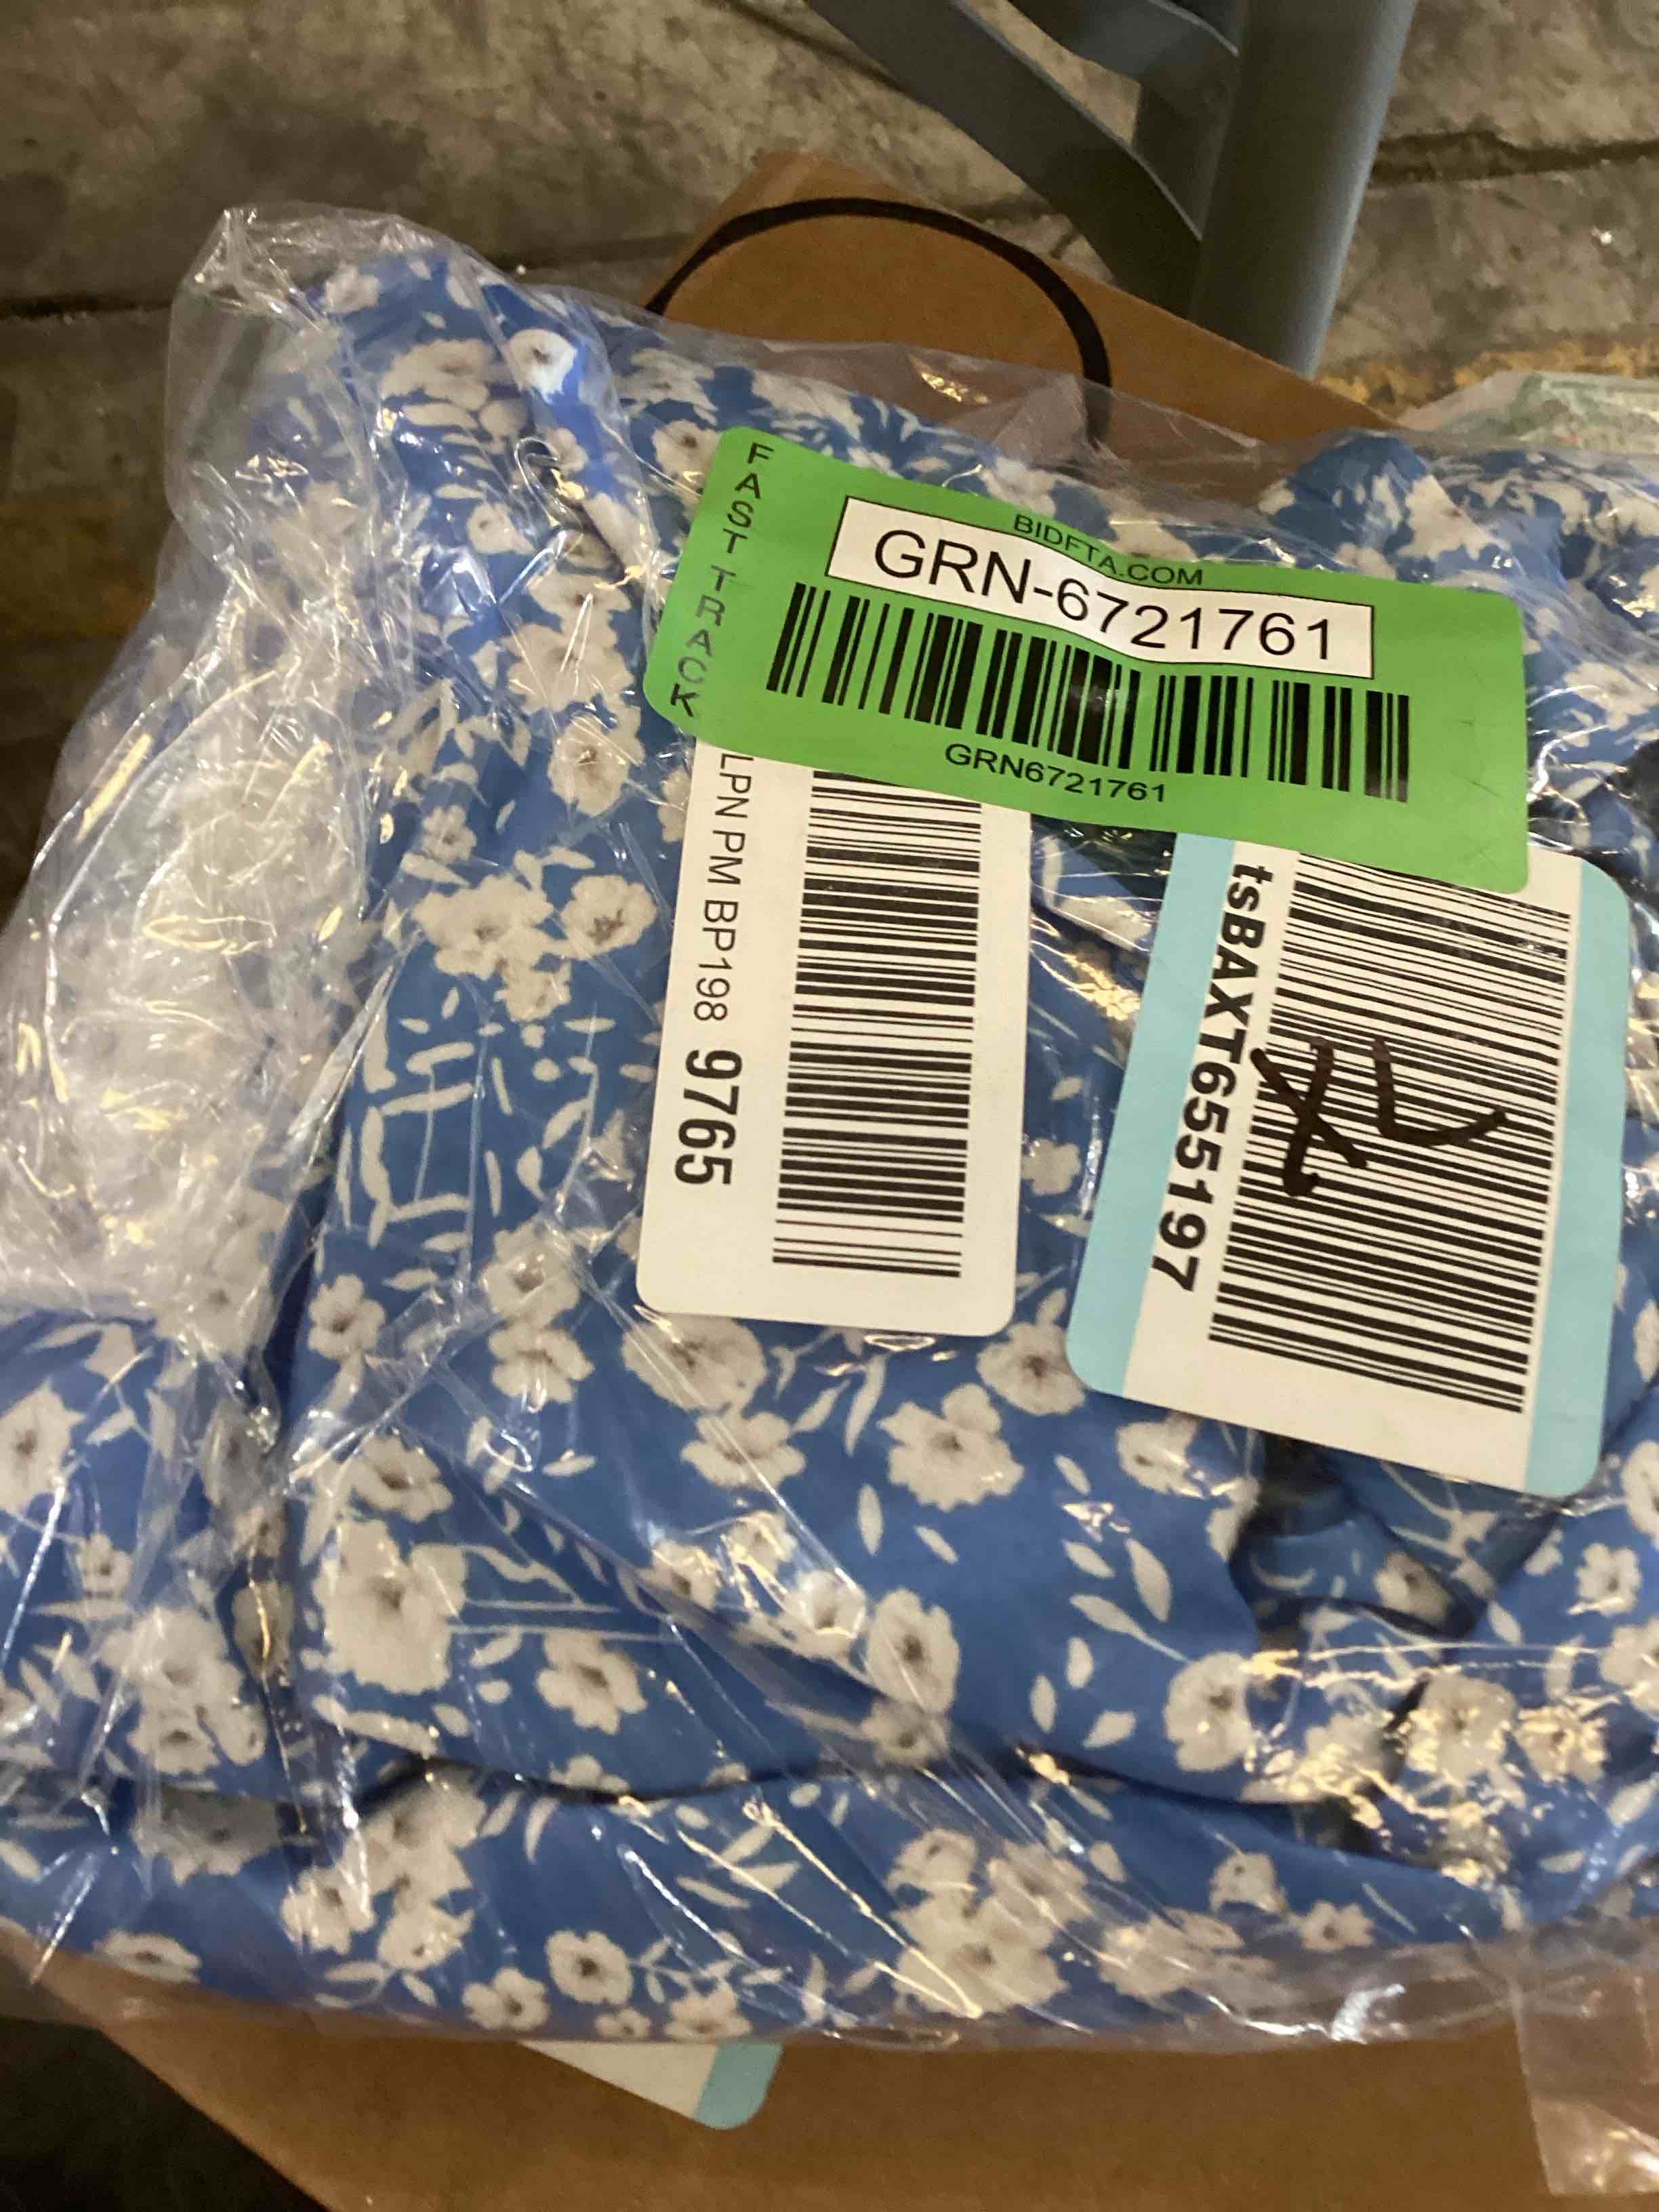 FAST TRACK
BIDFTA.COM
GRN-6721761
GRN6721761
LPN PM BP198 9765
tsBAXT655197
XL